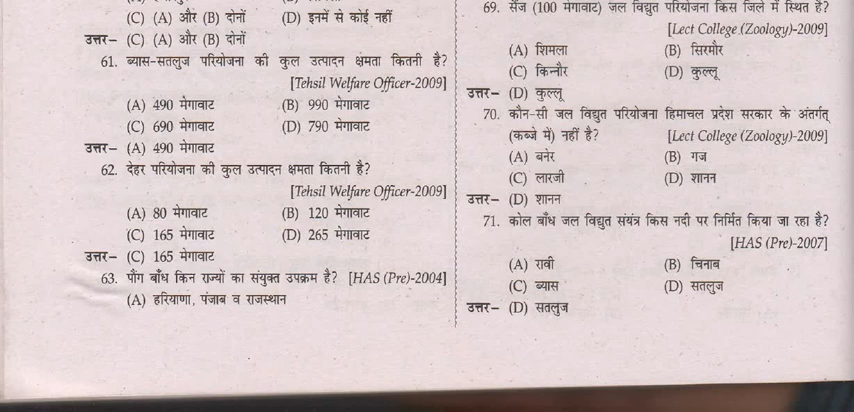 (C) (A) और (B) दोनों (D) इनमें से कोई नहीं
उत्तर– (C) (A) और (B) दोनों
61. ब्यास-सतलुज परियोजना की कुल उत्पादन क्षमता कितनी है?
[Tehsil Welfare Officer-2009]
(A) 490 मेगावाट (B) 990 मेगावाट
(C) 690 मेगावाट (D) 790 मेगावाट
उत्तर– (A) 490 मेगावाट
62. देहर परियोजना की कुल उत्पादन क्षमता कितनी है?
[Tehsil Welfare Officer-2009]
(A) 80 मेगावाट (B) 120 मेगावाट
(C) 165 मेगावाट (D) 265 मेगावाट
उत्तर– (C) 165 मेगावाट
63. पौंग बाँध किन राज्यों का संयुक्त उपक्रम है? [HAS (Pre)-2004]
(A) हरियाणा, पंजाब व राजस्थान
69. सेंज (100 मेगावाट) जल विद्युत परियोजना किस जिले में स्थित है?
[Lect College (Zoology)-2009]
(A) शिमला (B) सिरमौर
(C) किन्नौर (D) कुल्लू
उत्तर– (D) कुल्लू
70. कौन-सी जल विद्युत परियोजना हिमाचल प्रदेश सरकार के अंतर्गत्
(कब्जे में) नहीं है? [Lect College (Zoology)-2009]
(A) बनेर (B) गज
(C) लारजी (D) शानन
उत्तर– (D) शानन
71. कोल बाँध जल विद्युत संयंत्र किस नदी पर निर्मित किया जा रहा है?
[HAS (Pre)-2007]
(A) रावी (B) चिनाब
(C) ब्यास (D) सतलुज
उत्तर– (D) सतलुज